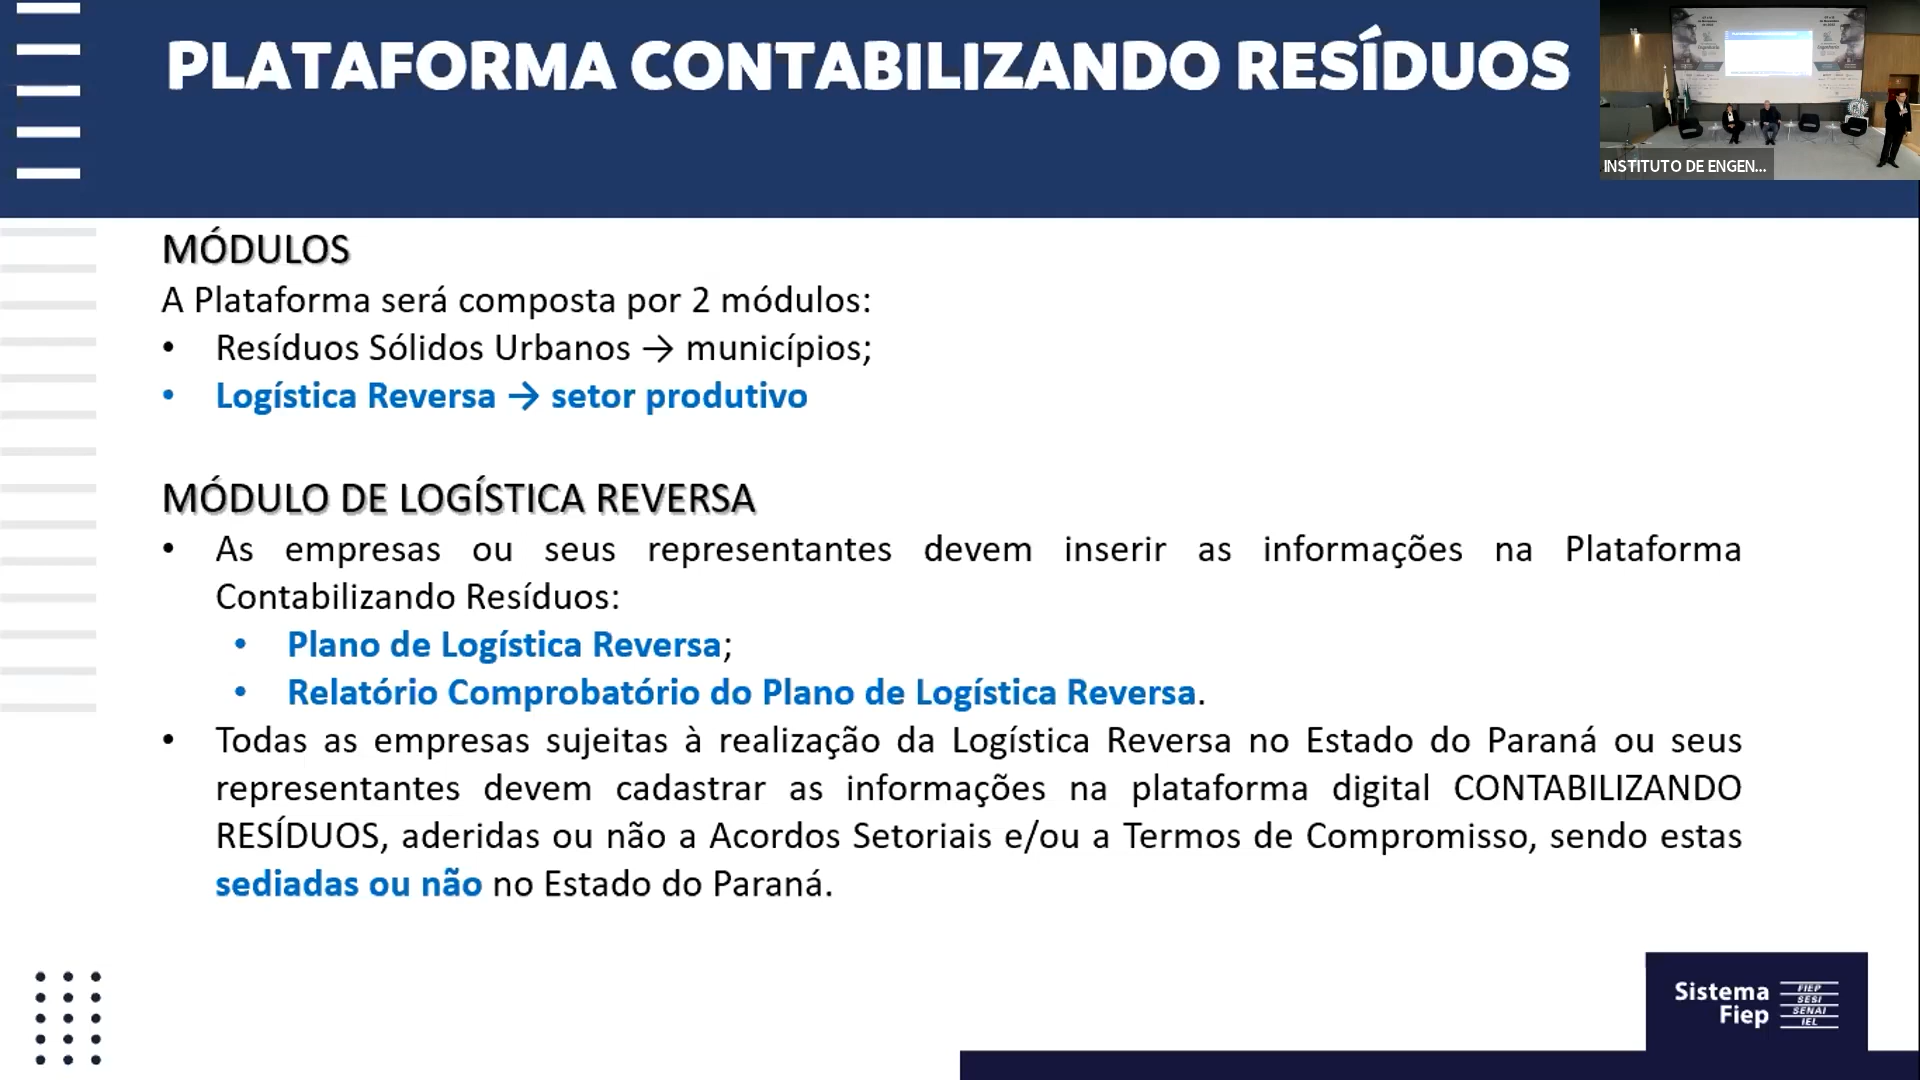 PLATAFORMA CONTABILIZANDO RESÍDUOS
INSTITUTO DE ENGEN...
MÓDULOS
A Plataforma será composta por 2 módulos:
• Resíduos Sólidos Urbanos → municípios;
• Logística Reversa → setor produtivo
MÓDULO DE LOGÍSTICA REVERSA
• As empresas ou seus representantes devem inserir as informações na Plataforma
Contabilizando Resíduos:
• Plano de Logística Reversa;
• Relatório Comprobatório do Plano de Logística Reversa.
• Todas as empresas sujeitas à realização da Logística Reversa no Estado do Paraná ou seus
representantes devem cadastrar as informações na plataforma digital CONTABILIZANDO
RESÍDUOS, aderidas ou não a Acordos Setoriais e/ou a Termos de Compromisso, sendo estas
sediadas ou não no Estado do Paraná.
Sistema
Fiep
FIEP
SESI
SENAI
IEL